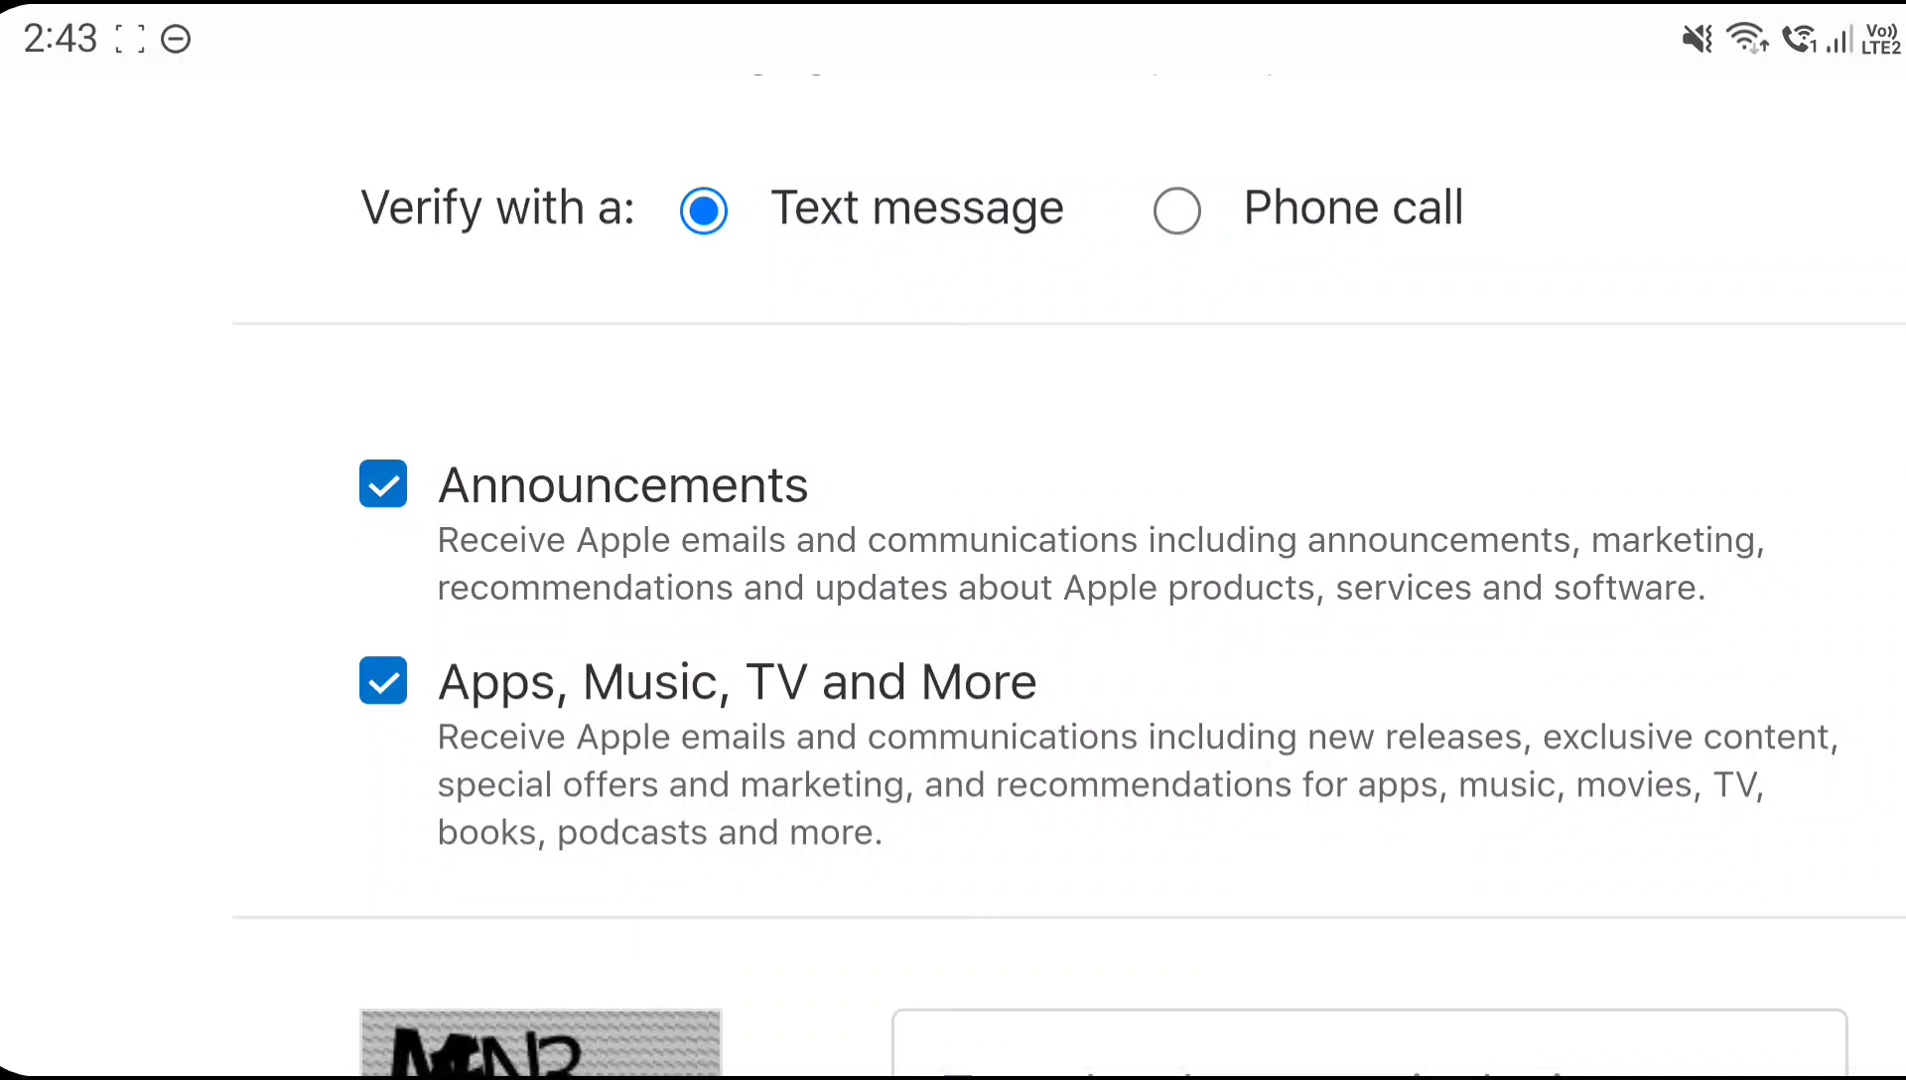 2:43
Vo))
LTE2
Verify with a: Text message Phone call
Announcements
Receive Apple emails and communications including announcements, marketing,
recommendations and updates about Apple products, services and software.
Apps, Music, TV and More
Receive Apple emails and communications including new releases, exclusive content,
special offers and marketing, and recommendations for apps, music, movies, TV,
books, podcasts and more.